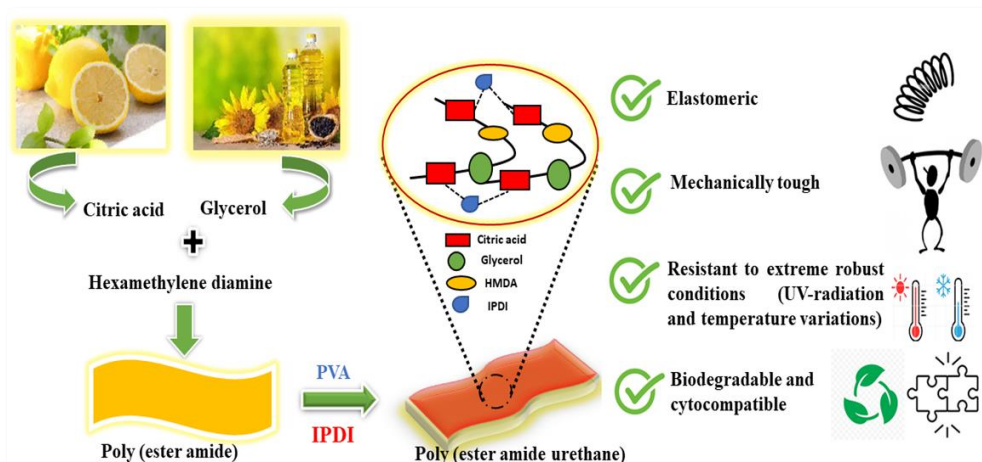 Citric acid
Glycerol
+
Hexamethylene diamine
Poly (ester amide)
PVA
IPDI
Citric acid
Glycerol
HMDA
IPDI
Poly (ester amide urethane)
Elastomeric
Mechanically tough
Resistant to extreme robust
conditions (UV-radiation
and temperature variations)
Biodegradable and
cytocompatible